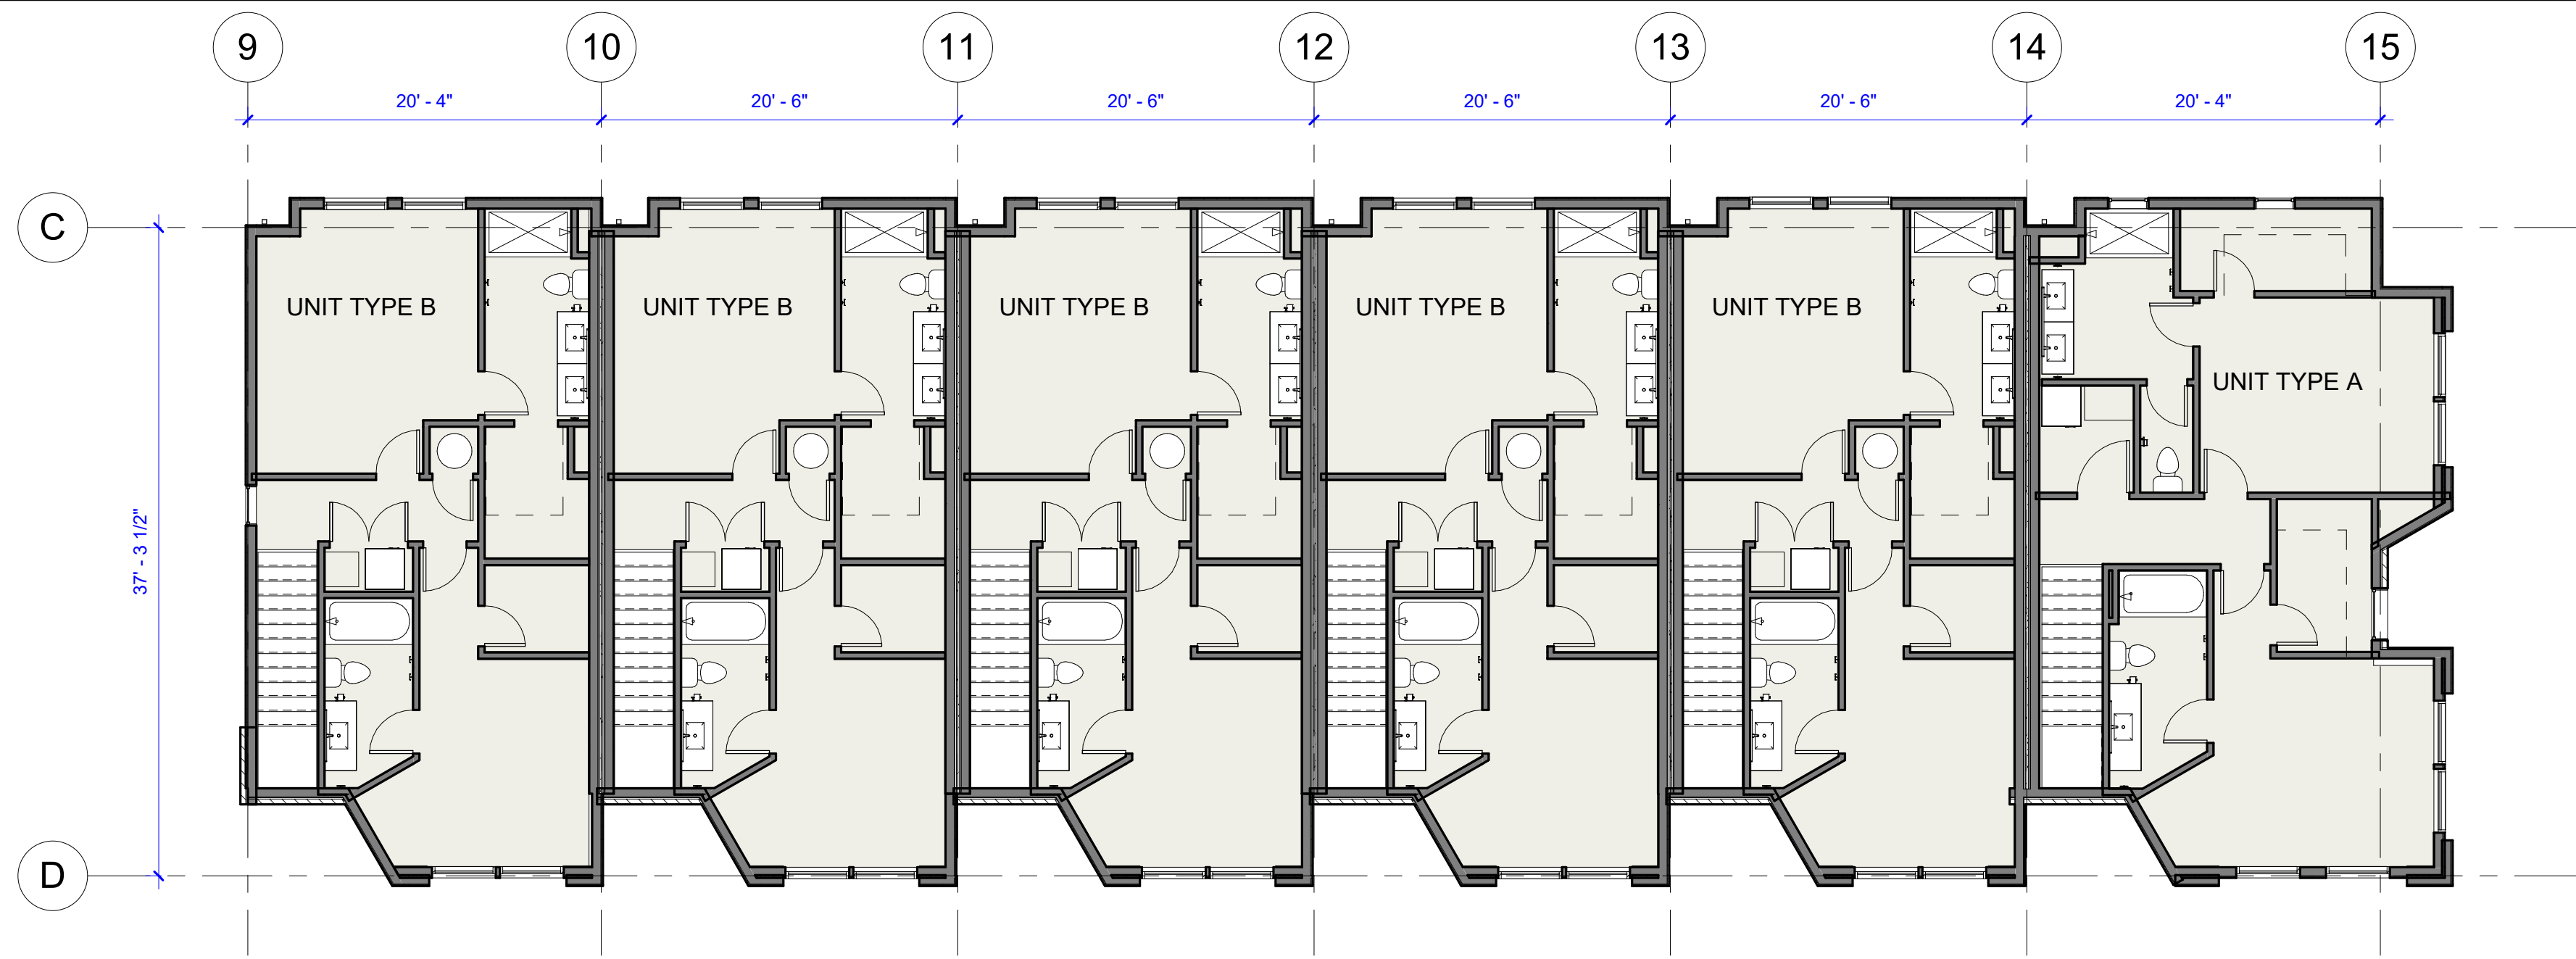 9 10 11 12 13 14 15
20' - 4" 20' - 6" 20' - 6" 20' - 6" 20' - 6" 20' - 4"
C
UNIT TYPE B UNIT TYPE B UNIT TYPE B UNIT TYPE B UNIT TYPE B
UNIT TYPE A
37' - 3 1/2"
D